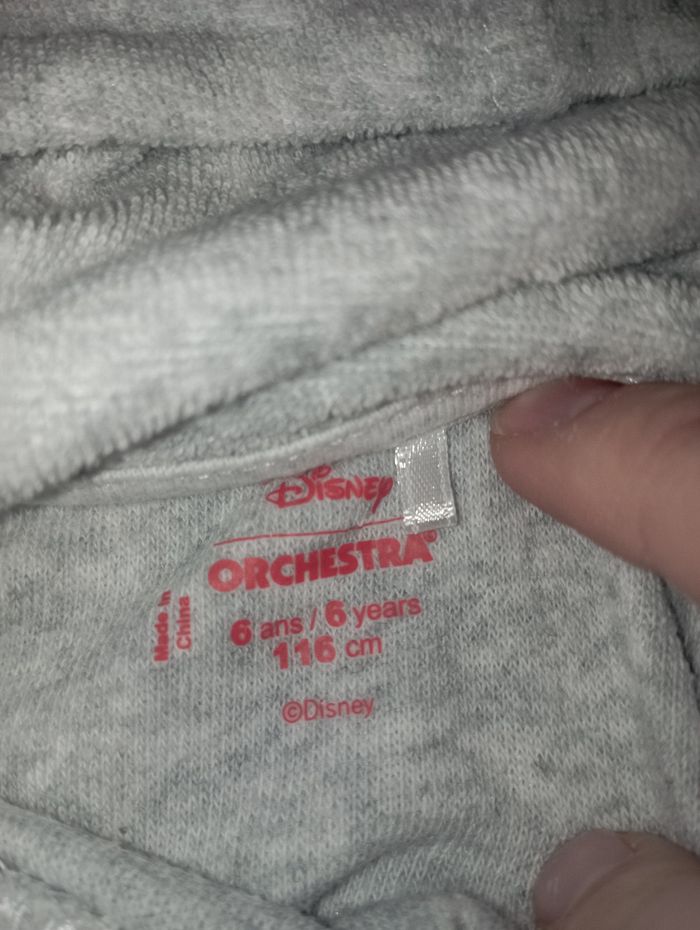 Disney
ORCHESTRA®
Made in
China
6 ans / 6 years
116 cm
©Disney